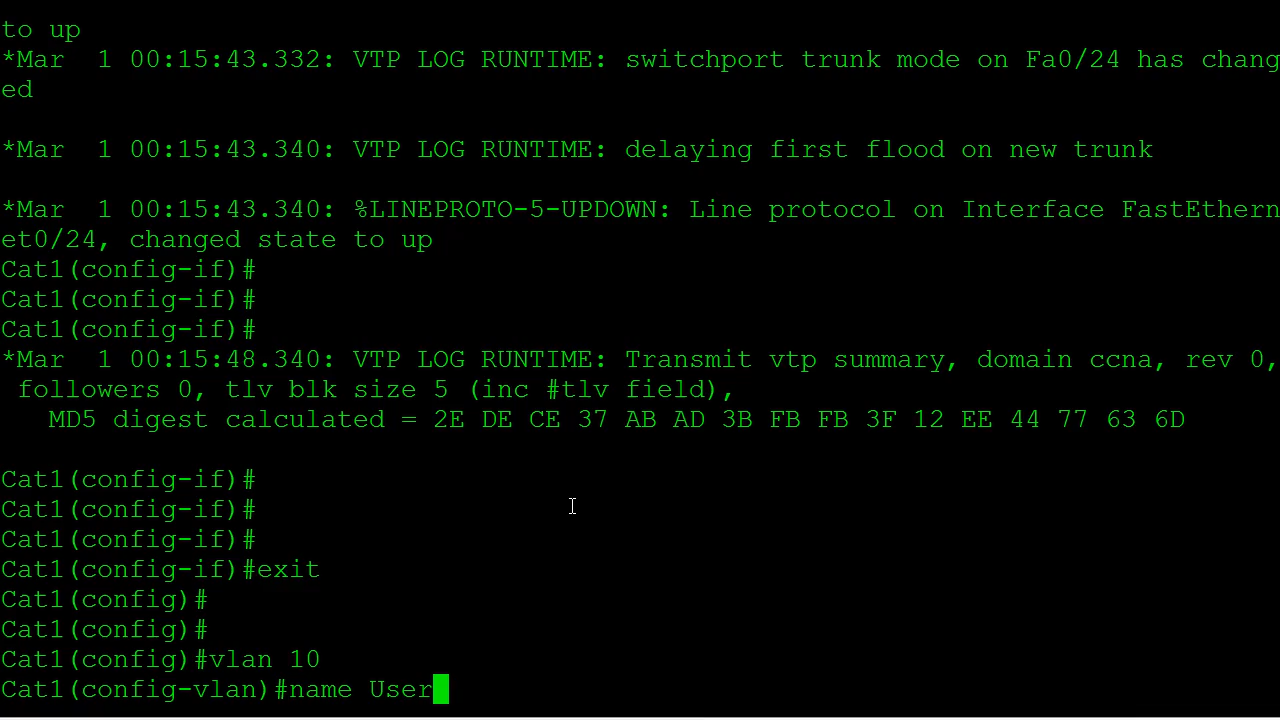 to up
*Mar  1 00:15:43.332: VTP LOG RUNTIME: switchport trunk mode on Fa0/24 has chang
ed
*Mar  1 00:15:43.340: VTP LOG RUNTIME: delaying first flood on new trunk
*Mar  1 00:15:43.340: %LINEPROTO-5-UPDOWN: Line protocol on Interface FastEthern
et0/24, changed state to up
Cat1(config-if)#
Cat1(config-if)#
Cat1(config-if)#
*Mar  1 00:15:48.340: VTP LOG RUNTIME: Transmit vtp summary, domain ccna, rev 0,
 followers 0, tlv blk size 5 (inc #tlv field),
   MD5 digest calculated = 2E DE CE 37 AB AD 3B FB FB 3F 12 EE 44 77 63 6D
Cat1(config-if)#
Cat1(config-if)#
Cat1(config-if)#
Cat1(config-if)#exit
Cat1(config)#
Cat1(config)#
Cat1(config)#vlan 10
Cat1(config-vlan)#name User